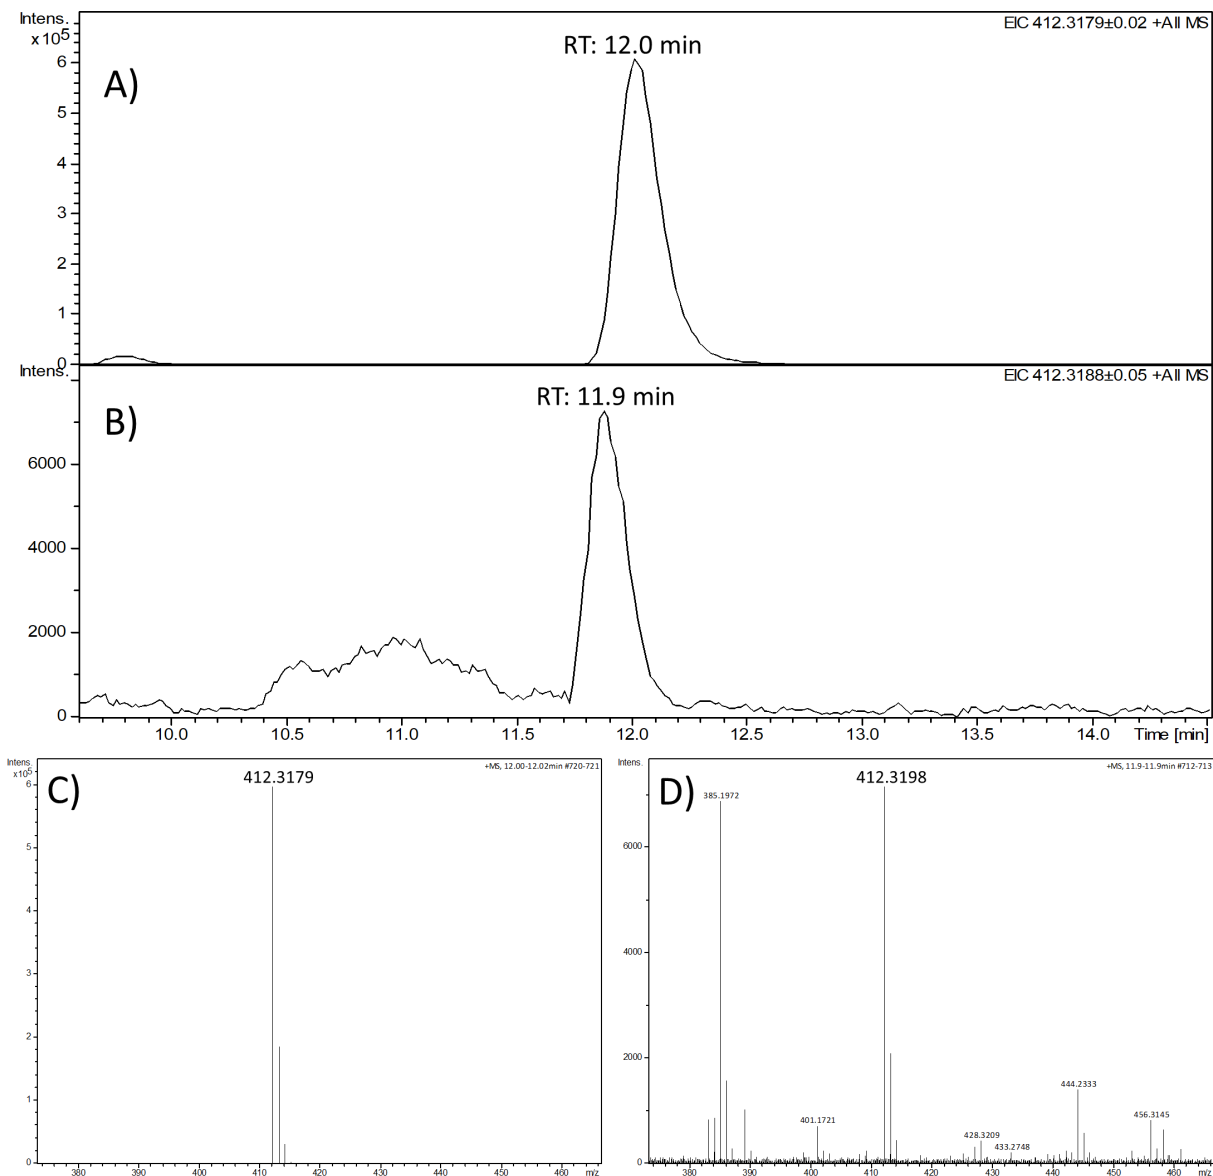 Intens.
x10⁵
EIC 412.3179±0.02 +All MS
RT: 12.0 min
A)
6
5
4
3
2
1
0
Intens.
EIC 412.3188±0.05 +All MS
RT: 11.9 min
B)
6000
4000
2000
0
10.0 10.5 11.0 11.5 12.0 12.5 13.0 13.5 14.0 Time [min]
Intens.
x10⁵
+MS, 12.00-12.02min #720-721
412.3179
C)
6
5
4
3
2
1
0
380 390 400 410 420 430 440 450 460 m/z
Intens.
+MS, 11.9-11.9min #712-713
412.3198
D)
385.1972
6000
4000
2000
0
401.1721
428.3209
433.2748
444.2333
456.3145
380 390 400 410 420 430 440 450 460 m/z